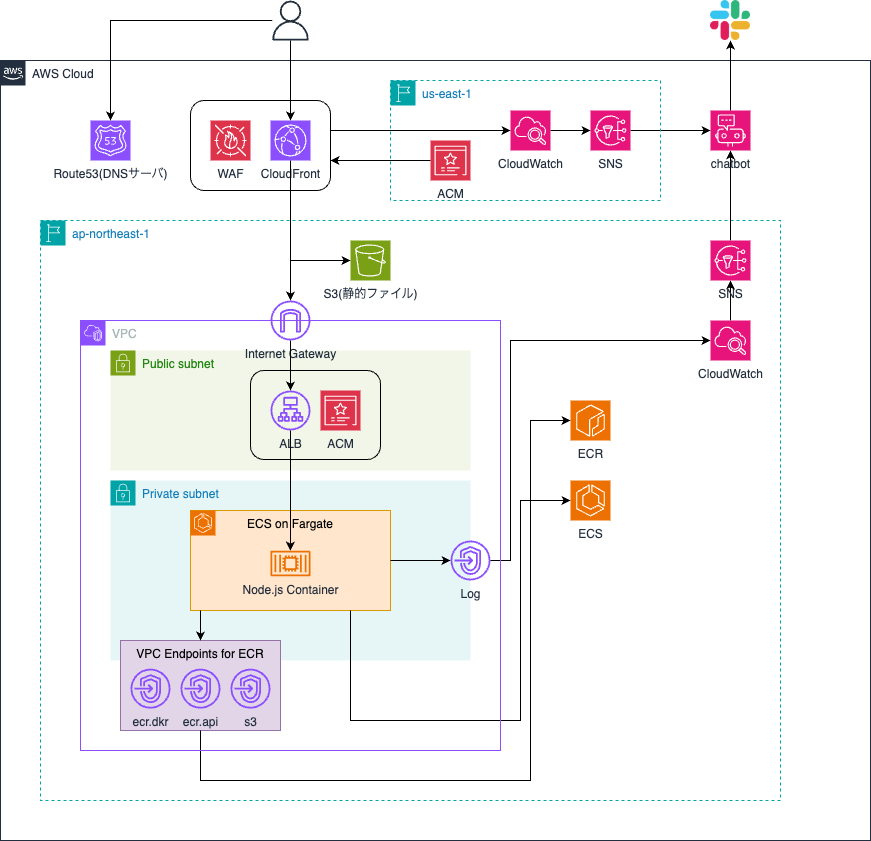 aws
AWS Cloud
us-east-1
53
Route53(DNSサーバ)
WAF
CloudFront
CloudWatch
SNS
chatbot
ACM
ap-northeast-1
S3(静的ファイル)
SNS
VPC
Internet Gateway
Public subnet
CloudWatch
ALB
ACM
ECR
Private subnet
ECS on Fargate
ECS
Node.js Container
Log
VPC Endpoints for ECR
ecr.dkr
ecr.api
s3